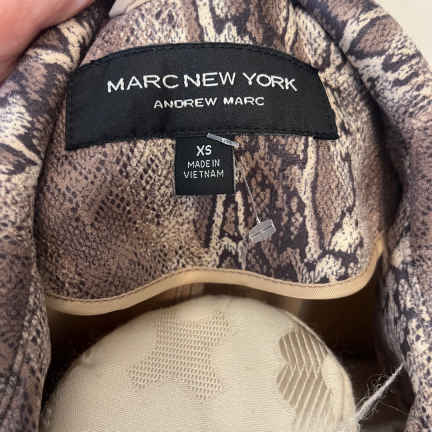 MARC NEW YORK
ANDREW MARC
XS
MADE IN
VIETNAM